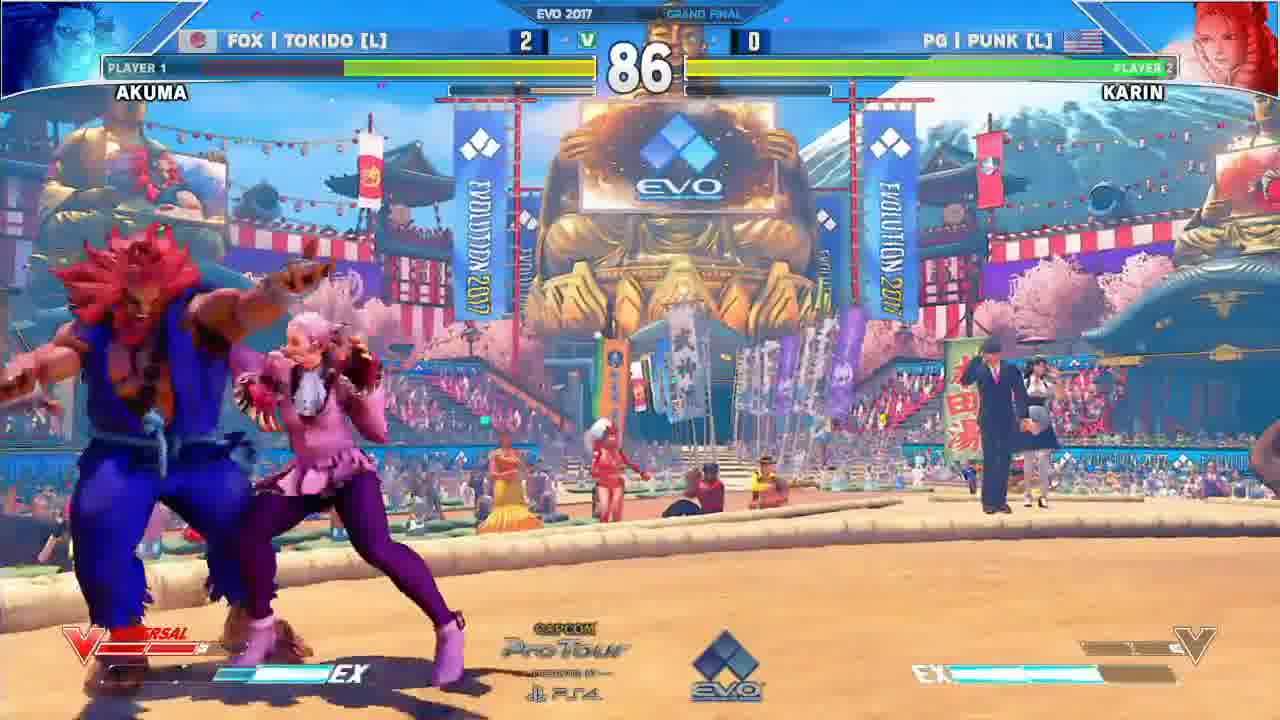 EVO 2017
GRAND FINAL
FOX | TOKIDO [L]
2
V
86
0
PG | PUNK [L]
PLAYER 1
PLAYER 2
AKUMA
KARIN
EVO
EVOLUTION 2017
EVOLUTION 2017
EX
CAPCOM
Pro Tour
PS4
EVO
EX
V